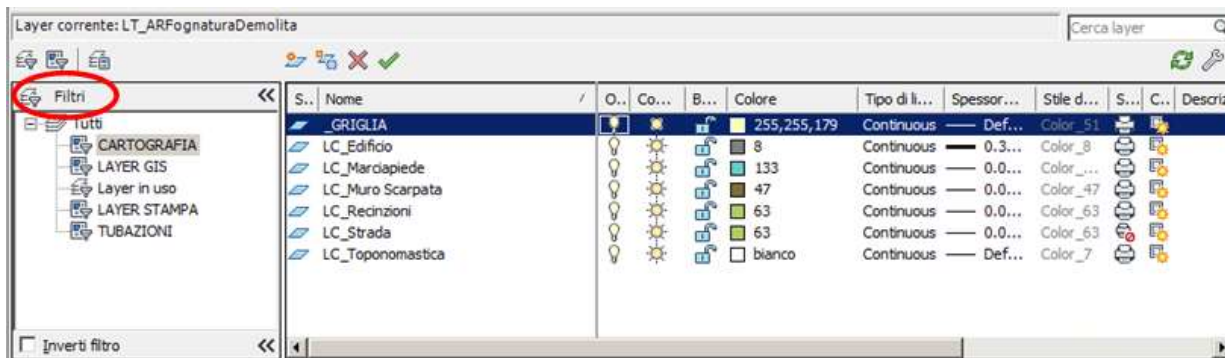 Layer corrente: LT_ARFognaturaDemolita
Cerca layer
Filtri
S.. Nome O.. Co... B... Colore Tipo di li... Spessor... Stile d... S... C... Descriz
Tutti
CARTOGRAFIA
LAYER GIS
Layer in uso
LAYER STAMPA
TUBAZIONI
_GRIGLIA 255,255,179 Continuous Def... Color_51
LC_Edificio 8 Continuous 0.3... Color_8
LC_Marciapiede 133 Continuous 0.0... Color_...
LC_Muro Scarpata 47 Continuous 0.0... Color_47
LC_Recinzioni 63 Continuous 0.0... Color_63
LC_Strada 63 Continuous 0.0... Color_63
LC_Toponomastica bianco Continuous Def... Color_7
Inverti filtro